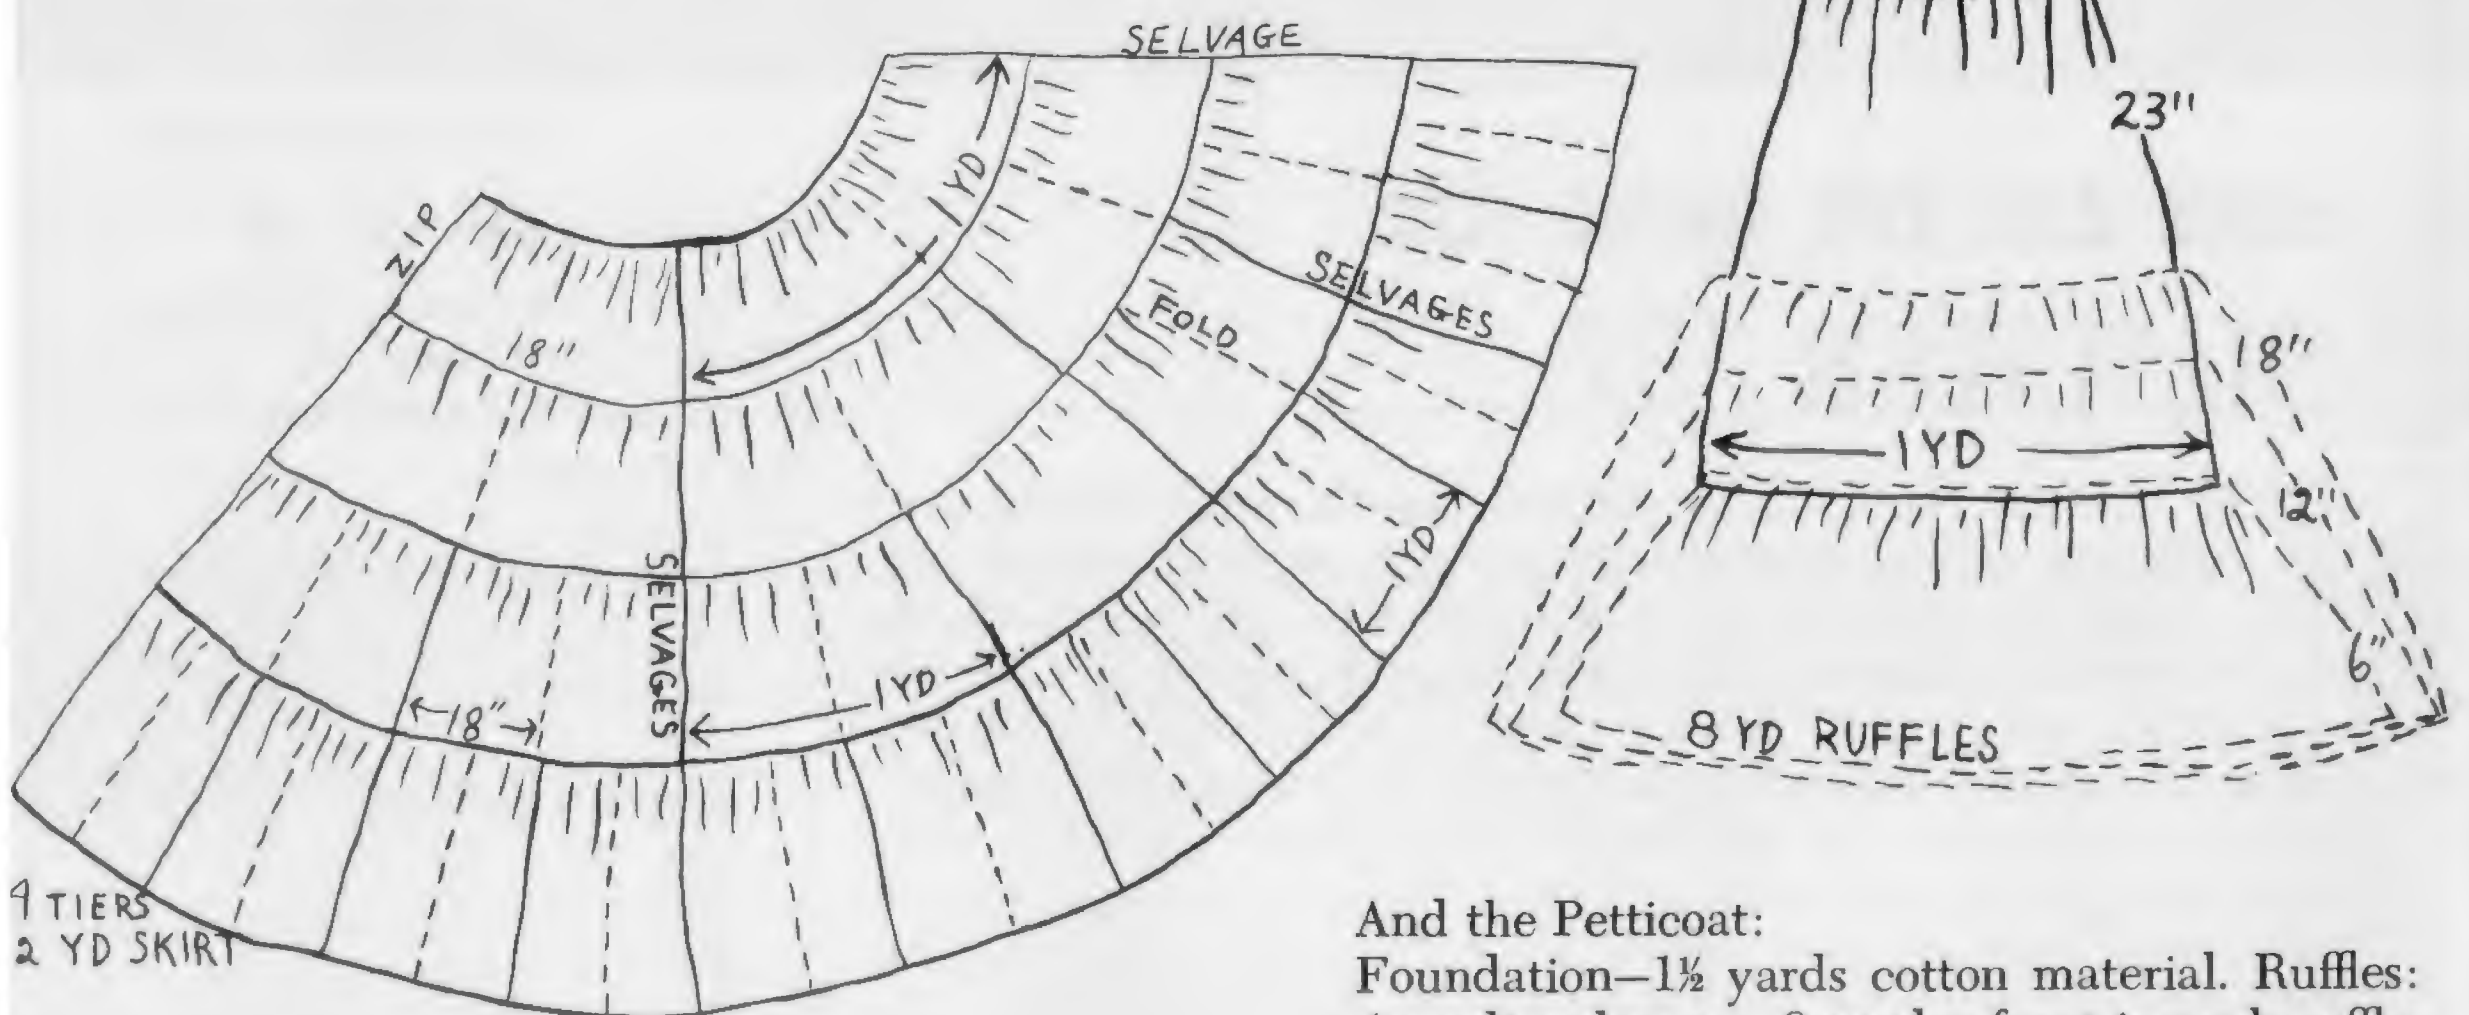 SELVAGE
23"
1 YD
ZIP
18"
SELVAGES
FOLD
18"
1 YD
12"
SELVAGES
1 YD
6"
18"
1 YD
8 YD RUFFLES
4 TIERS
2 YD SKIRT
And the Petticoat:
Foundation—1½ yards cotton material. Ruffles: